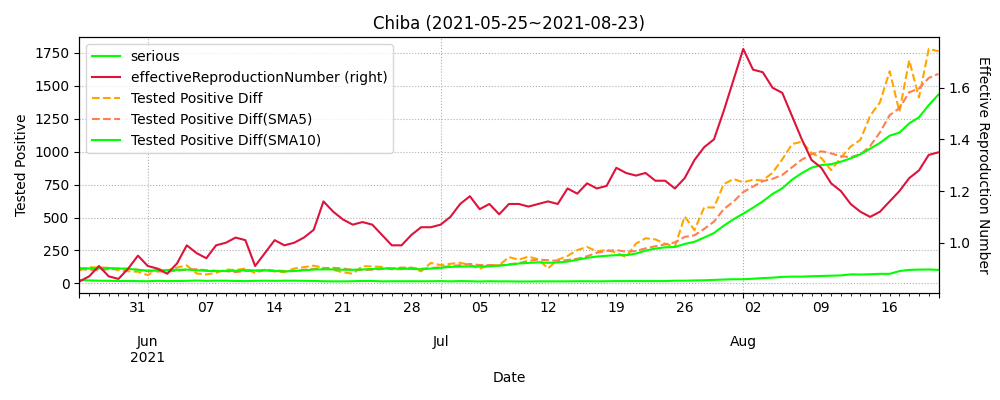 Chiba (2021-05-25~2021-08-23)
serious
effectiveReproductionNumber (right)
Tested Positive Diff
Tested Positive Diff(SMA5)
Tested Positive Diff(SMA10)
Tested Positive
1750
1500
1250
1000
750
500
250
0
1.6
1.4
1.2
1.0
Effective Reproduction Number
31 07 14 21 28 05 12 19 26 02 09 16
Jun Jul Aug
2021
Date